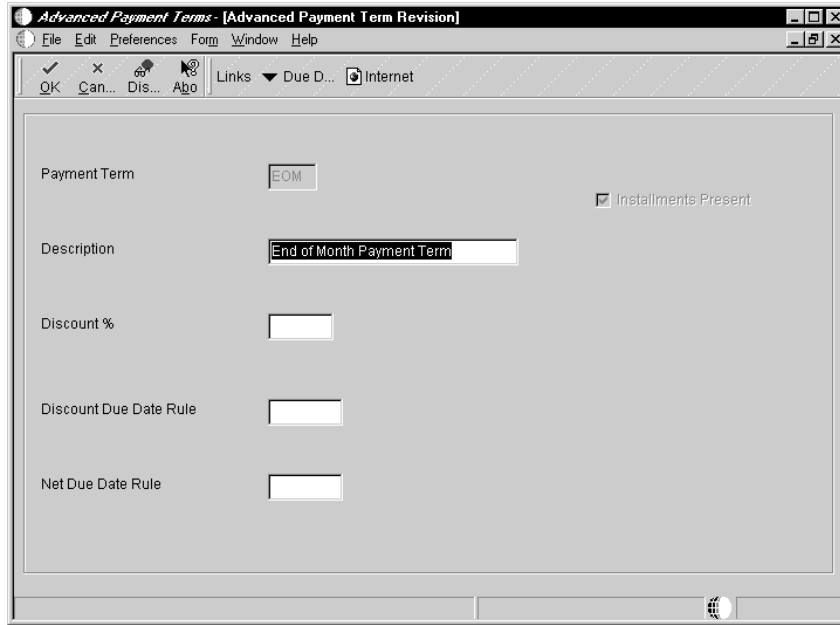 Advanced Payment Terms - [Advanced Payment Term Revision]
File Edit Preferences Form Window Help
OK Can... Dis... Abo Links Due D... Internet
Payment Term EOM
Installments Present
Description End of Month Payment Term
Discount %
Discount Due Date Rule
Net Due Date Rule